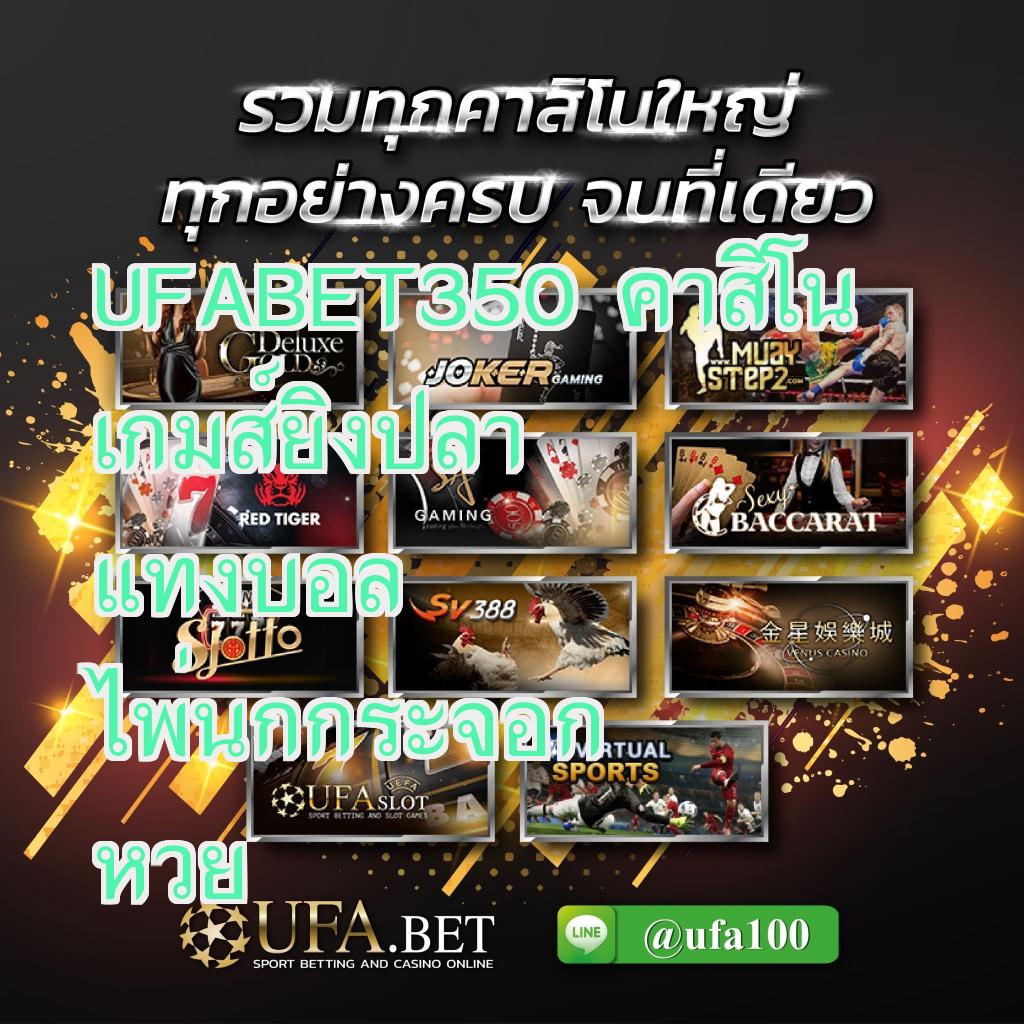 รวมทุกคาสิโนใหญ่
ทุกอย่างครบ จบที่เดียว
UFABET350 คาสิโน
Deluxe
GOLD
JOKER GAMING
WWW.MUAY
STEP2.COM
เกมส์ยิงปลา
7
RED TIGER
GAMING
Sexy
BACCARAT
แทงบอล
Slotto
SV388
金星娛樂城
VENUS CASINO
ไพ่นกกระจอก
UEFA
UFA SLOT
SPORT BETTING AND SLOT GAMES
VIRTUAL
SPORTS
หวย
UFA.BET
SPORT BETTING AND CASINO ONLINE
LINE
@ufa100